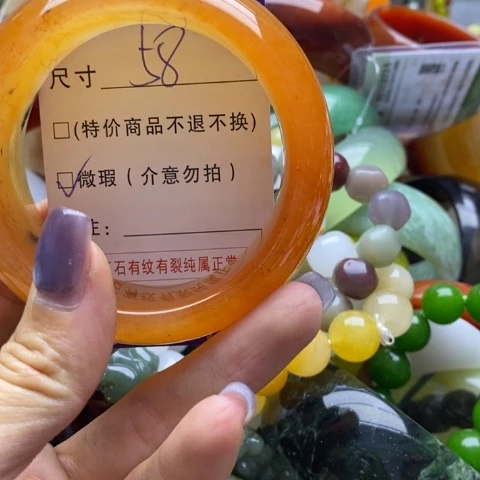 尺寸 58
□(特价商品不退不换)
☑微瑕(介意勿拍)
注:
石有纹有裂纯属正常